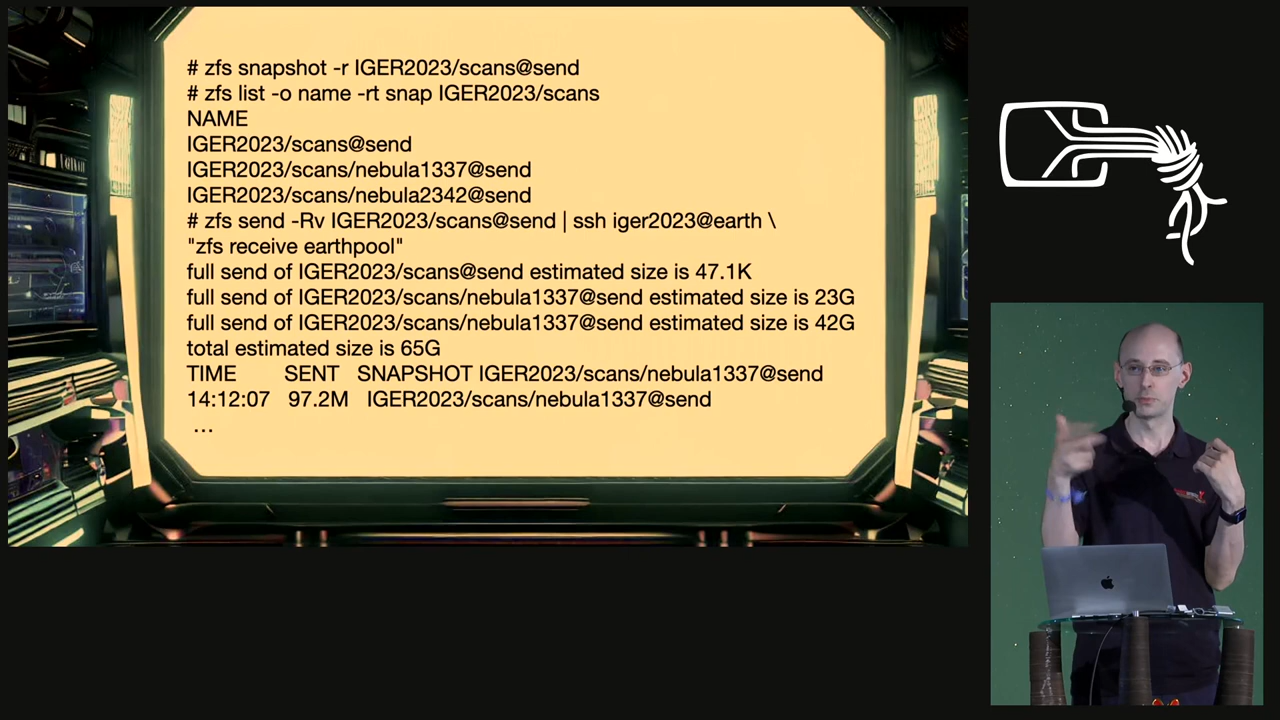 # zfs snapshot -r IGER2023/scans@send
# zfs list -o name -rt snap IGER2023/scans
NAME
IGER2023/scans@send
IGER2023/scans/nebula1337@send
IGER2023/scans/nebula2342@send
# zfs send -Rv IGER2023/scans@send | ssh iger2023@earth \
"zfs receive earthpool"
full send of IGER2023/scans@send estimated size is 47.1K
full send of IGER2023/scans/nebula1337@send estimated size is 23G
full send of IGER2023/scans/nebula1337@send estimated size is 42G
total estimated size is 65G
TIME SENT SNAPSHOT IGER2023/scans/nebula1337@send
14:12:07 97.2M IGER2023/scans/nebula1337@send
...